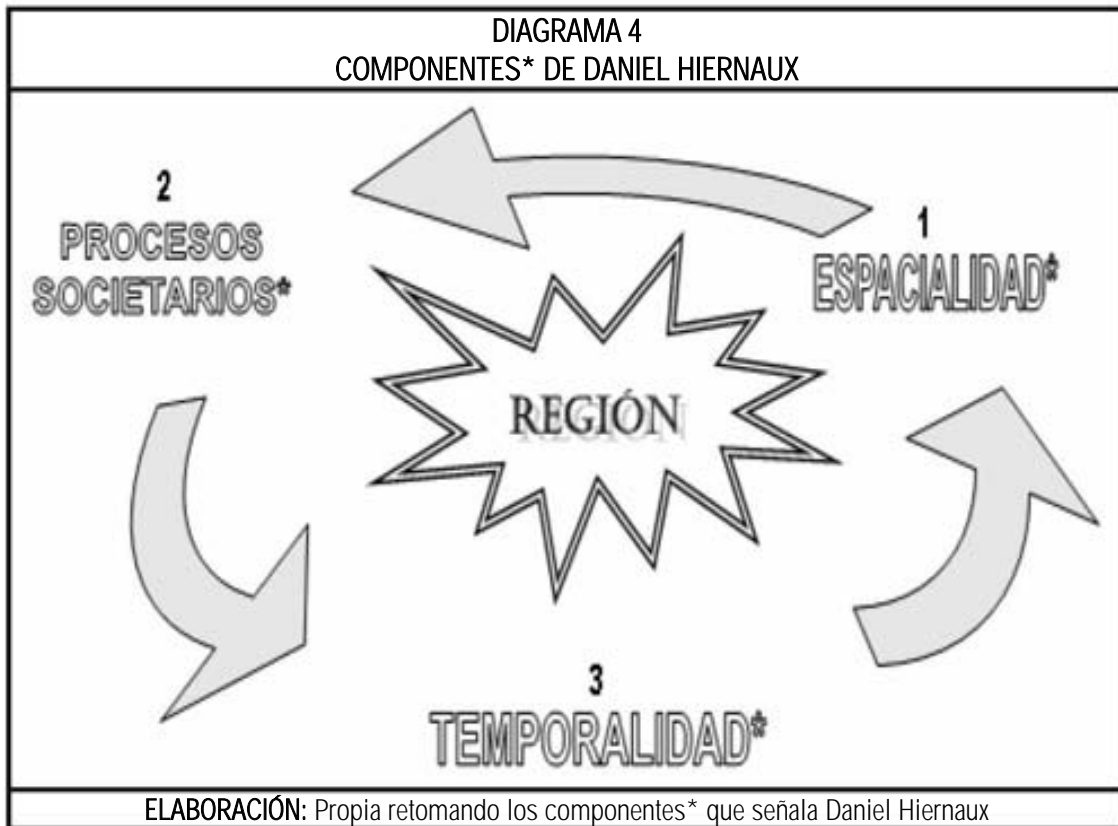 DIAGRAMA 4
COMPONENTES* DE DANIEL HIERNAUX
2
PROCESOS
SOCIETARIOS*
1
ESPACIALIDAD*
REGIÓN
3
TEMPORALIDAD*
ELABORACIÓN: Propia retomando los componentes* que señala Daniel Hiernaux